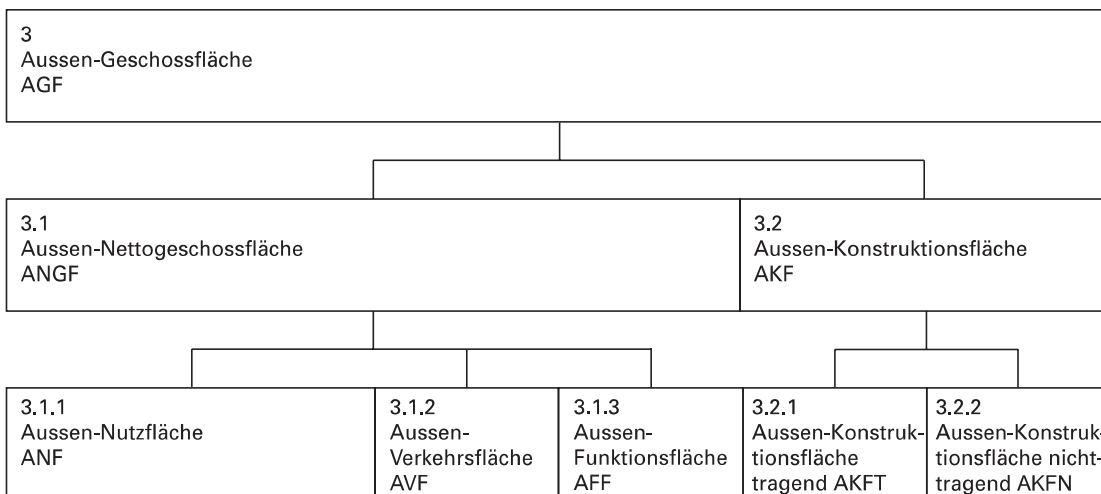 3
Aussen-Geschossfläche
AGF
3.1
Aussen-Nettogeschossfläche
ANGF
3.2
Aussen-Konstruktionsfläche
AKF
3.1.1
Aussen-Nutzfläche
ANF
3.1.2
Aussen-
Verkehrsfläche
AVF
3.1.3
Aussen-
Funktionsfläche
AFF
3.2.1
Aussen-Konstruk-
tionsfläche
tragend AKFT
3.2.2
Aussen-Konstruk-
tionsfläche nicht-
tragend AKFN